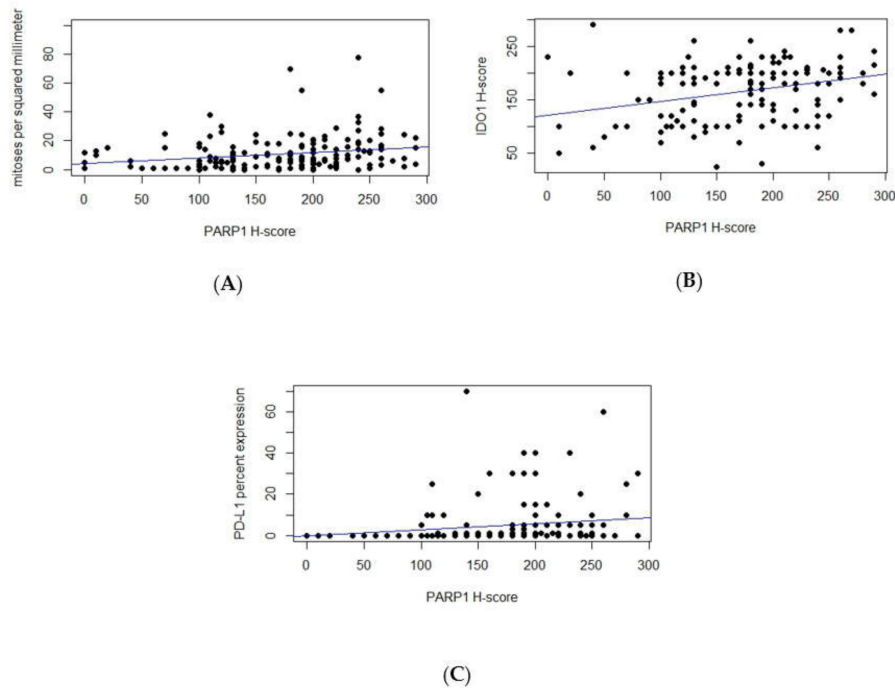 mitoses per squared millimeter
80
60
40
20
0
0 50 100 150 200 250 300
PARP1 H-score
(A)
IDO1 H-score
250
150
50
0 50 100 150 200 250 300
PARP1 H-score
(B)
PD-L1 percent expression
60
40
20
0
0 50 100 150 200 250 300
PARP1 H-score
(C)